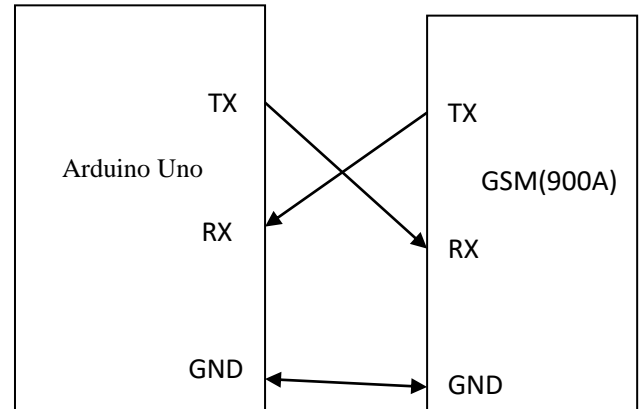 TX
Arduino Uno
RX
GND
TX
GSM(900A)
RX
GND